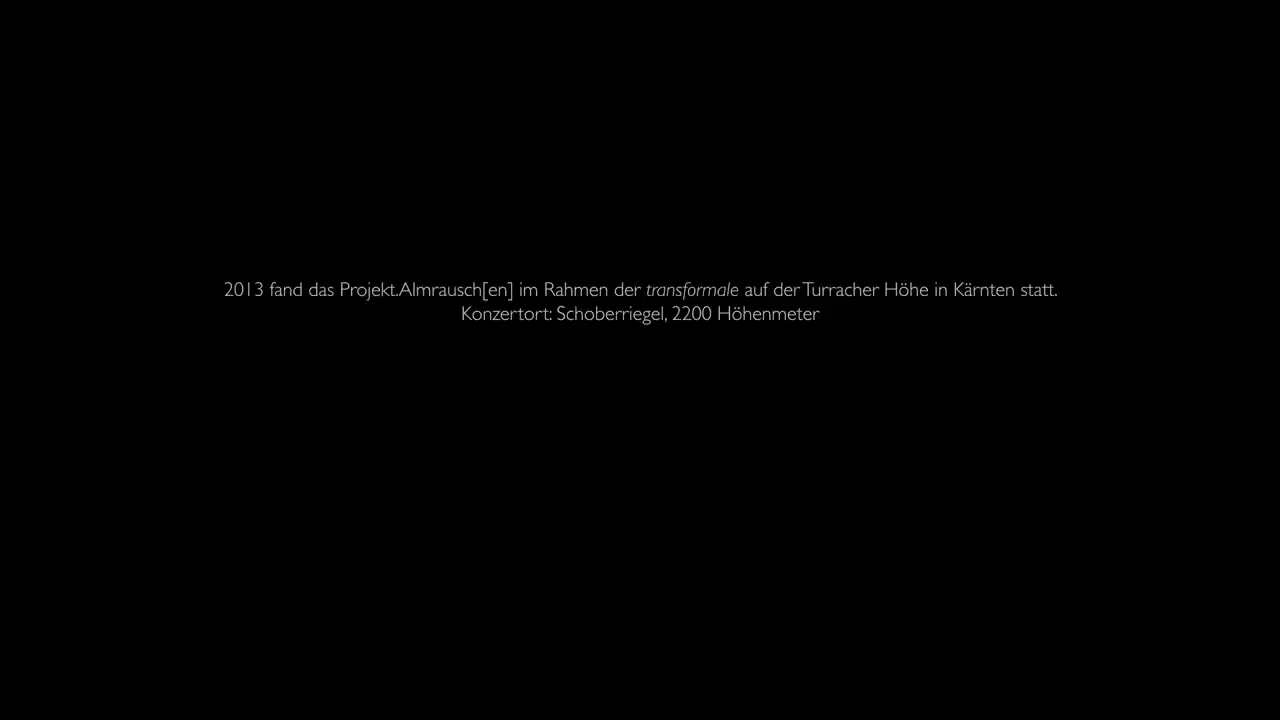 2013 fand das Projekt.Almrausch[en] im Rahmen der transformale auf der Turracher Höhe in Kärnten statt.
Konzertort: Schoberriegel, 2200 Höhenmeter